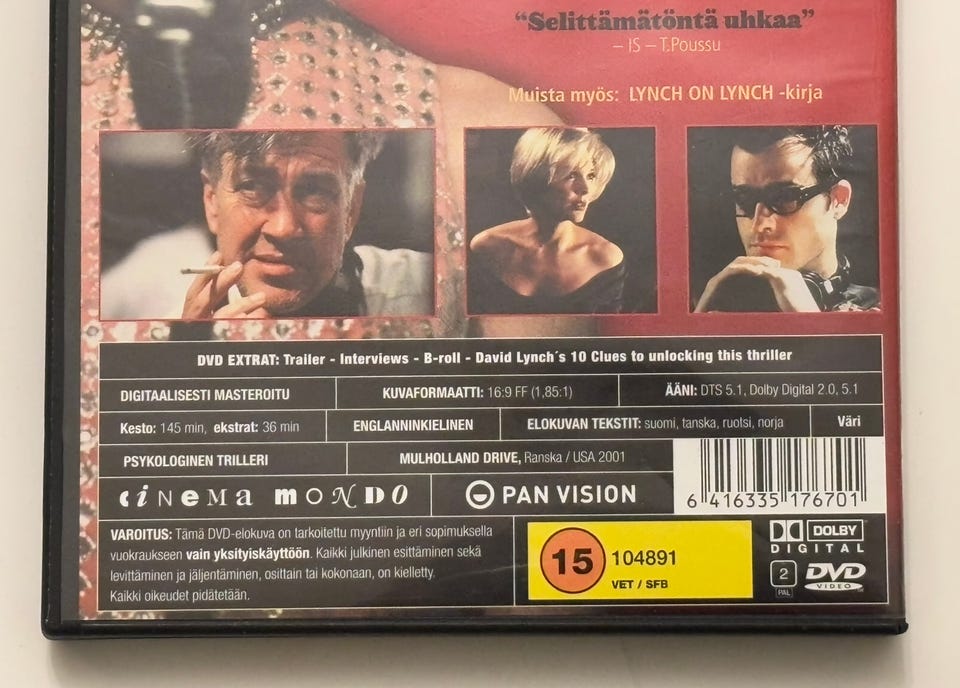 “Selittämätöntä uhkaa”
– IS – T.Poussu
Muista myös: LYNCH ON LYNCH -kirja
DVD EXTRAT: Trailer - Interviews - B-roll - David Lynch´s 10 Clues to unlocking this thriller
DIGITAALISESTI MASTEROITU
KUVAFORMAATTI: 16:9 FF (1,85:1)
ÄÄNI: DTS 5.1, Dolby Digital 2.0, 5.1
Kesto: 145 min, ekstrat: 36 min
ENGLANNINKIELINEN
ELOKUVAN TEKSTIT: suomi, tanska, ruotsi, norja
Väri
PSYKOLOGINEN TRILLERI
MULHOLLAND DRIVE, Ranska / USA 2001
CiNeMa moNDO
PAN VISION
6 416335 176701
VAROITUS: Tämä DVD-elokuva on tarkoitettu myyntiin ja eri sopimuksella
vuokraukseen vain yksityiskäyttöön. Kaikki julkinen esittäminen sekä
levittäminen ja jäljentäminen, osittain tai kokonaan, on kielletty.
Kaikki oikeudet pidätetään.
15
104891
VET / SFB
DOLBY
DIGITAL
2
PAL
DVD
VIDEO